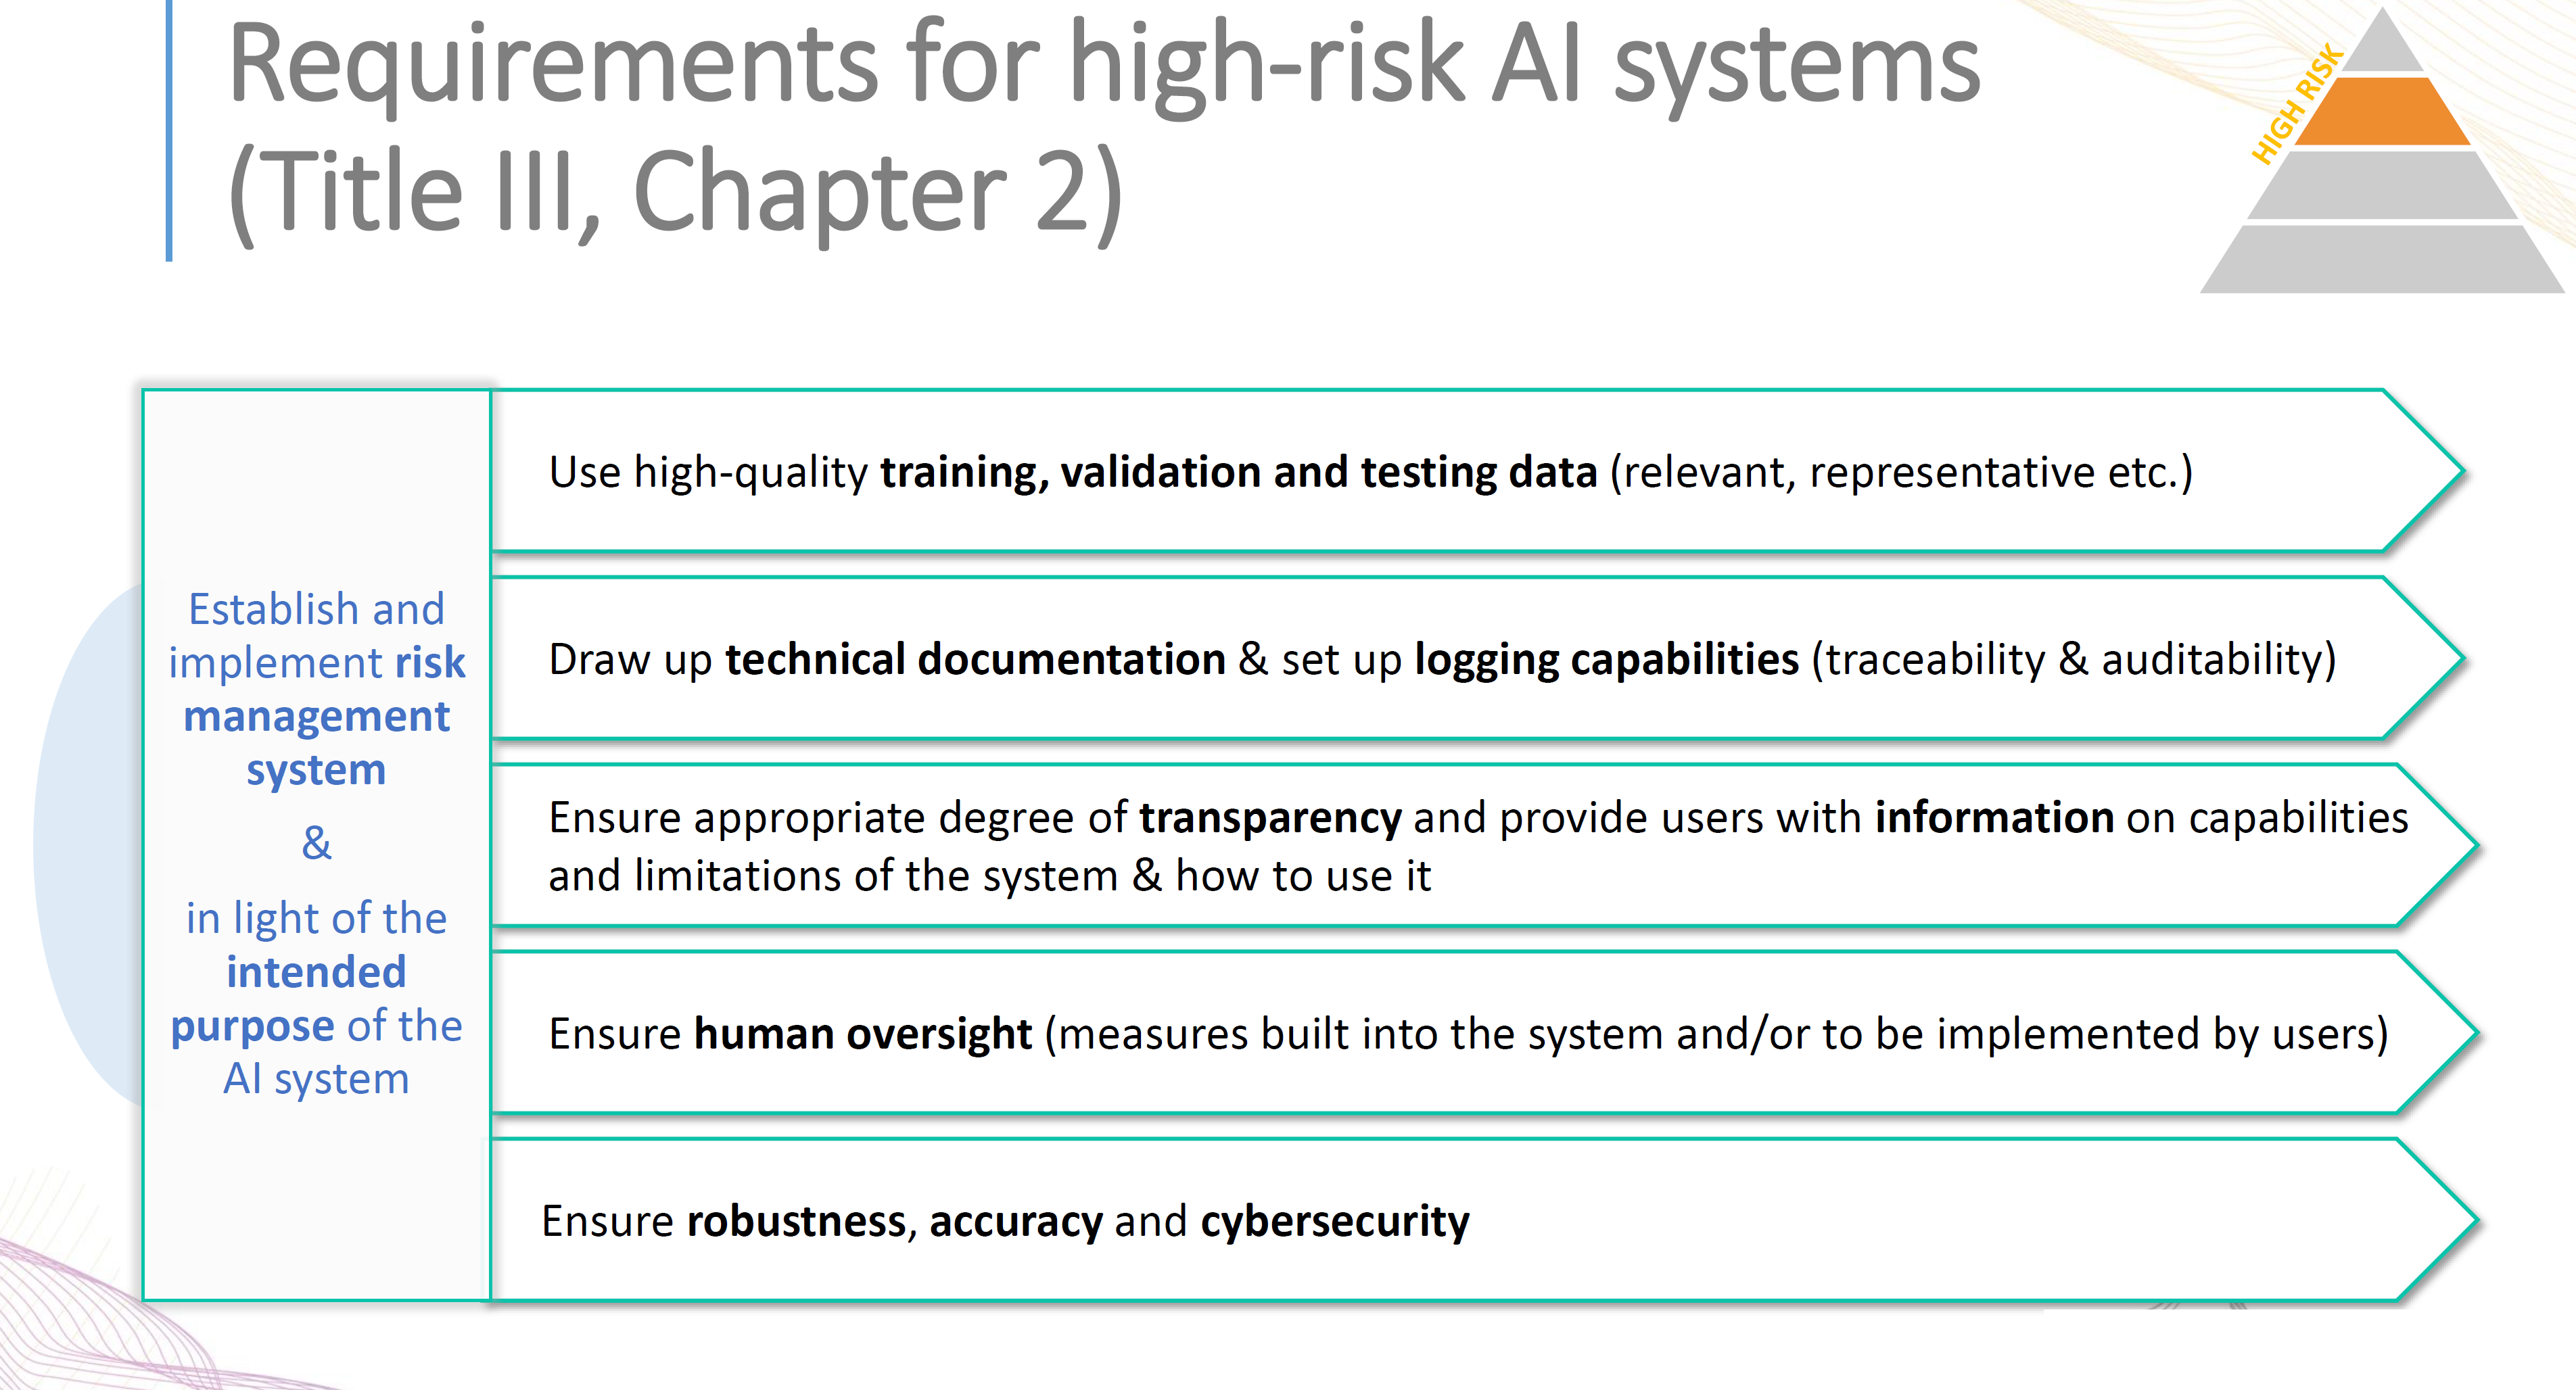 Requirements for high-risk AI systems
(Title III, Chapter 2)
HIGH RISK
Establish and
implement risk
management
system
&
in light of the
intended
purpose of the
AI system
Use high-quality training, validation and testing data (relevant, representative etc.)
Draw up technical documentation & set up logging capabilities (traceability & auditability)
Ensure appropriate degree of transparency and provide users with information on capabilities
and limitations of the system & how to use it
Ensure human oversight (measures built into the system and/or to be implemented by users)
Ensure robustness, accuracy and cybersecurity